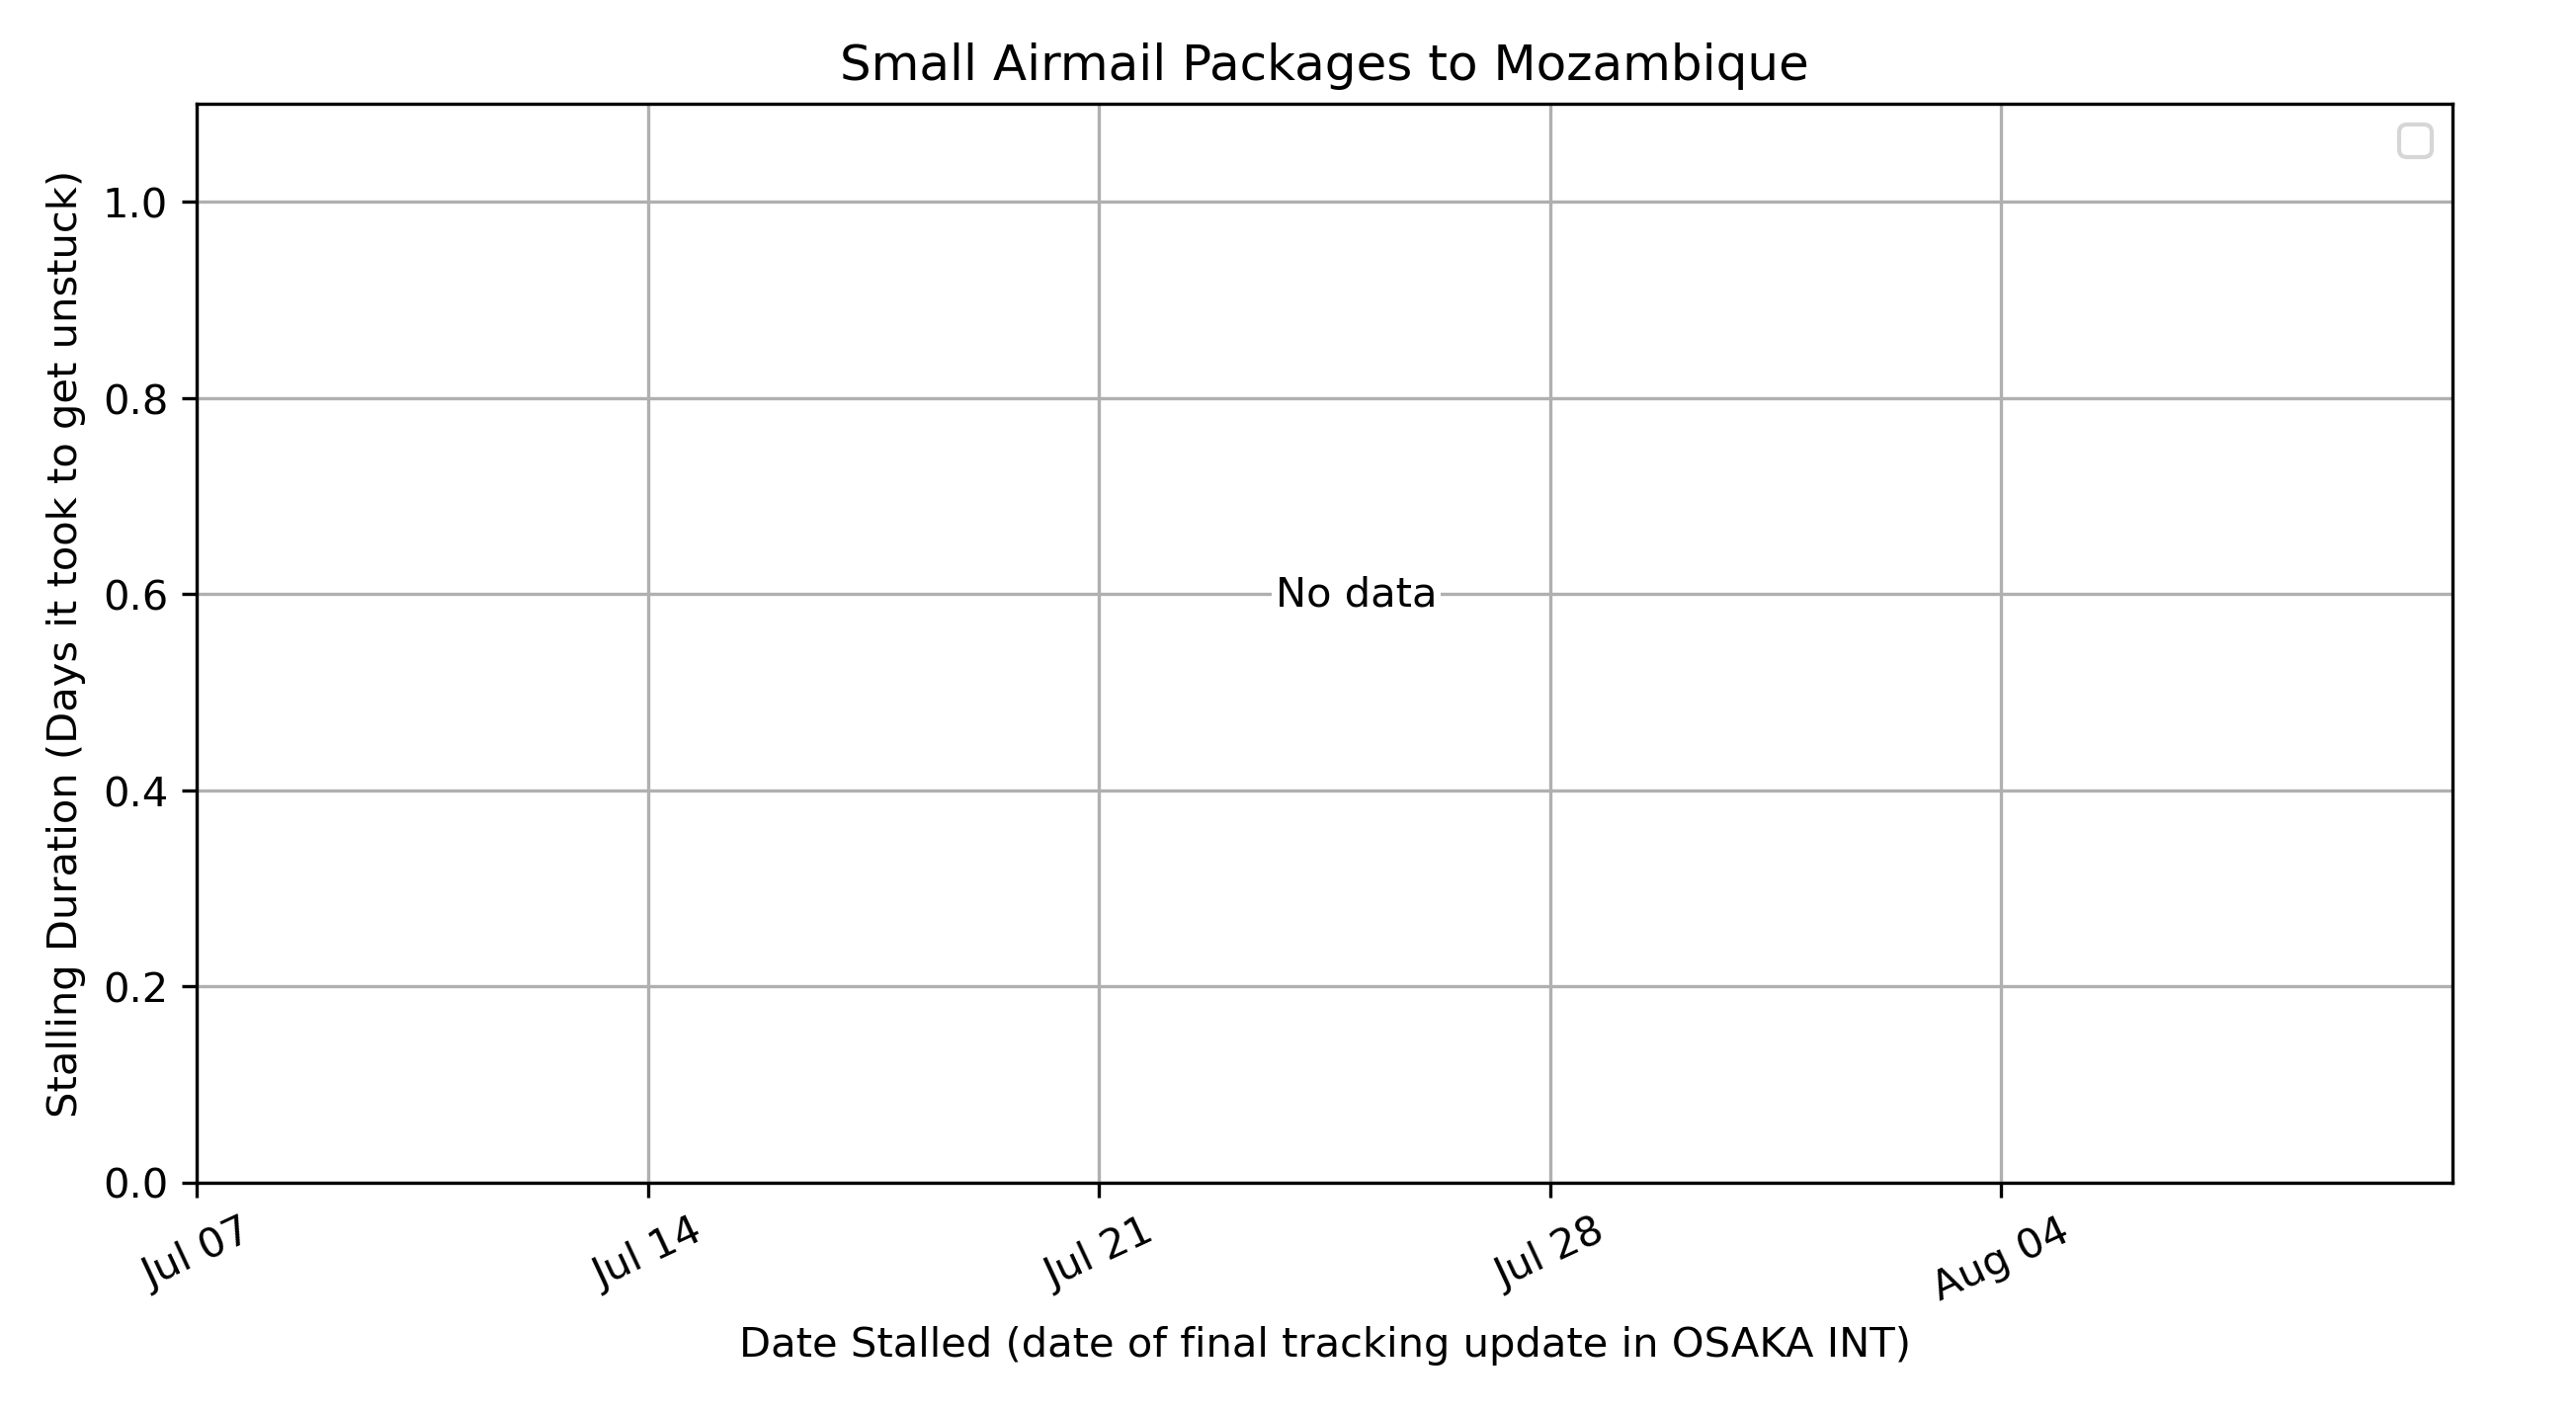 Small Airmail Packages to Mozambique
Stalling Duration (Days it took to get unstuck)
1.0
0.8
0.6
0.4
0.2
0.0
No data
Jul 07
Jul 14
Jul 21
Jul 28
Aug 04
Date Stalled (date of final tracking update in OSAKA INT)